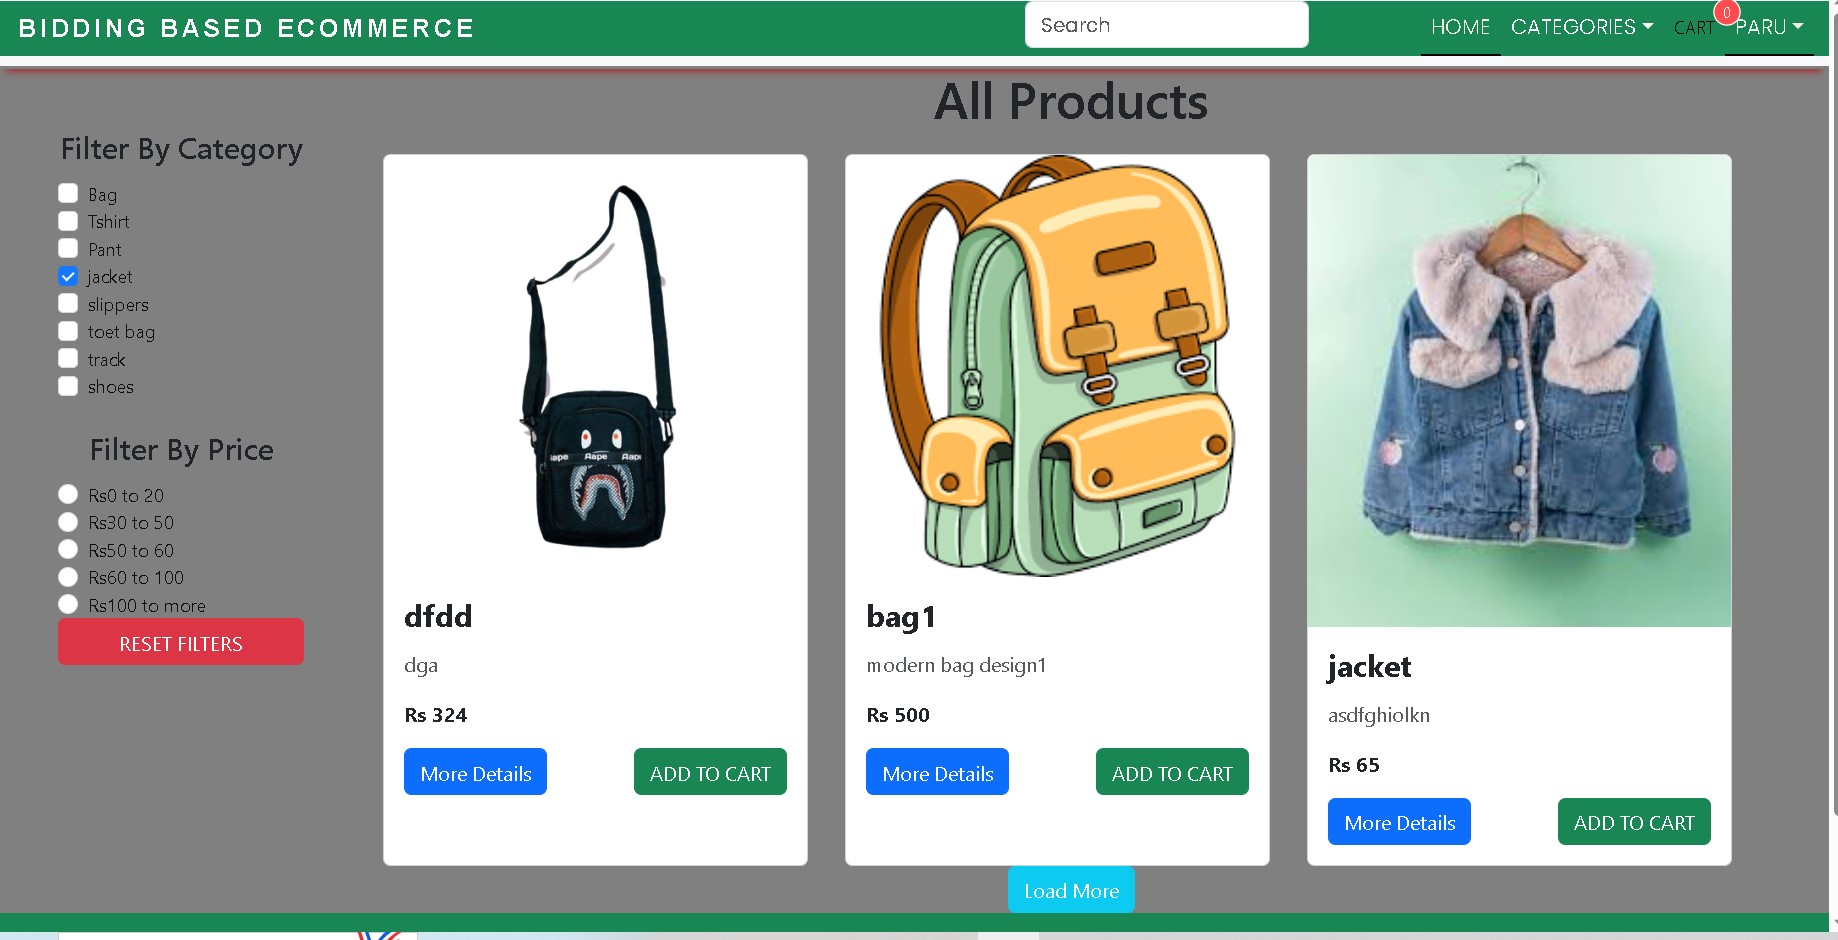 BIDDING BASED ECOMMERCE
Search
HOME
CATEGORIES
CART
0
PARU
All Products
Filter By Category
Bag
Tshirt
Pant
jacket
slippers
toet bag
track
shoes
Filter By Price
Rs0 to 20
Rs30 to 50
Rs50 to 60
Rs60 to 100
Rs100 to more
RESET FILTERS
Aape
dfdd
dga
Rs 324
More Details
ADD TO CART
bag1
modern bag design1
Rs 500
More Details
ADD TO CART
jacket
asdfghiolkn
Rs 65
More Details
ADD TO CART
Load More